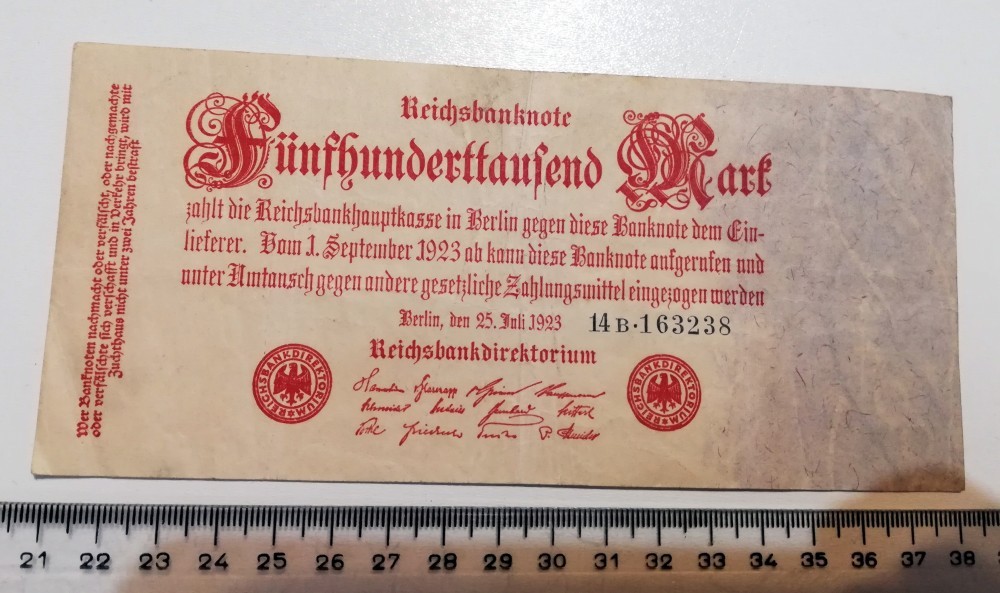 Reichsbanknote
Fünfhunderttausend Mark
zahlt die Reichsbankhauptkasse in Berlin gegen diese Banknote dem Ein-
lieferer. Vom 1. September 1923 ab kann diese Banknote aufgerufen und
unter Umtausch gegen andere gesetzliche Zahlungsmittel eingezogen werden
Berlin, den 25. Juli 1923 14B·163238
Reichsbankdirektorium
REICHSBANKDIREKTORIUM
REICHSBANKDIREKTORIUM
Wer Banknoten nachmacht oder verfälscht, oder nachgemachte
oder verfälschte sich verschafft und in Verkehr bringt, wird mit
Zuchthaus nicht unter zwei Jahren bestraft
21 22 23 24 25 26 27 28 29 30 31 32 33 34 35 36 37 38